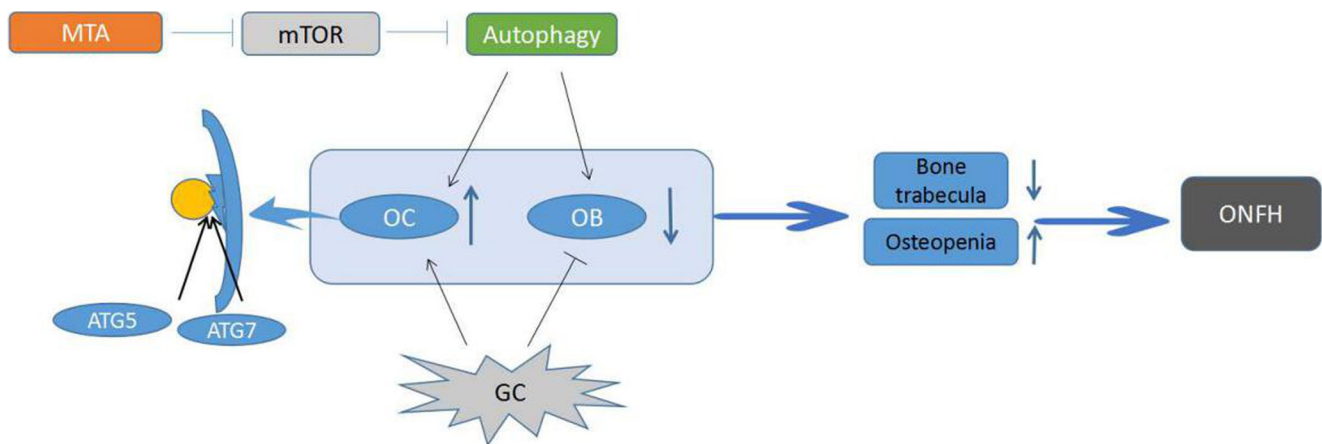 MTA
mTOR
Autophagy
OC
OB
Bone
trabecula
Osteopenia
ONFH
ATG5
ATG7
GC